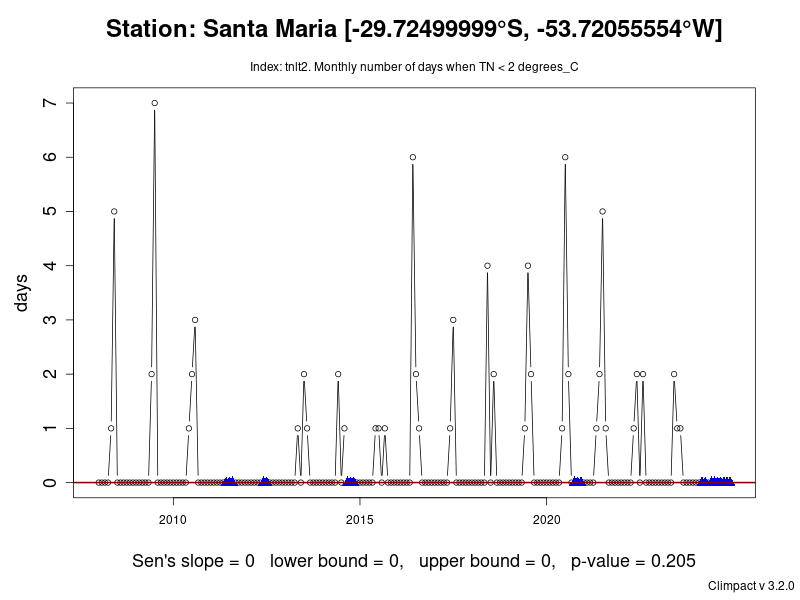 Station: Santa Maria [-29.72499999°S, -53.72055554°W]
Index: tnlt2. Monthly number of days when TN < 2 degrees_C
7
6
5
4
3
2
1
0
days
2010 2015 2020
Sen's slope = 0 lower bound = 0, upper bound = 0, p-value = 0.205
Climpact v 3.2.0